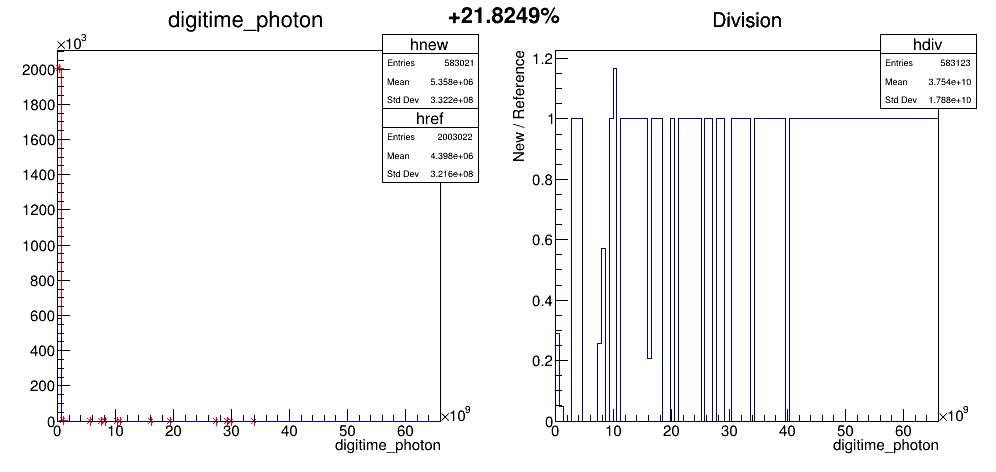 digitime_photon
+21.8249%
Division
×10³
hnew
Entries 583021
Mean 5.358e+06
Std Dev 3.322e+08
href
Entries 2003022
Mean 4.398e+06
Std Dev 3.216e+08
2000
1800
1600
1400
1200
1000
800
600
400
200
0
0 10 20 30 40 50 60
×10⁹
digitime_photon
hdiv
Entries 583123
Mean 3.754e+10
Std Dev 1.788e+10
New / Reference
1.2
1
0.8
0.6
0.4
0.2
0
0 10 20 30 40 50 60
×10⁹
digitime_photon